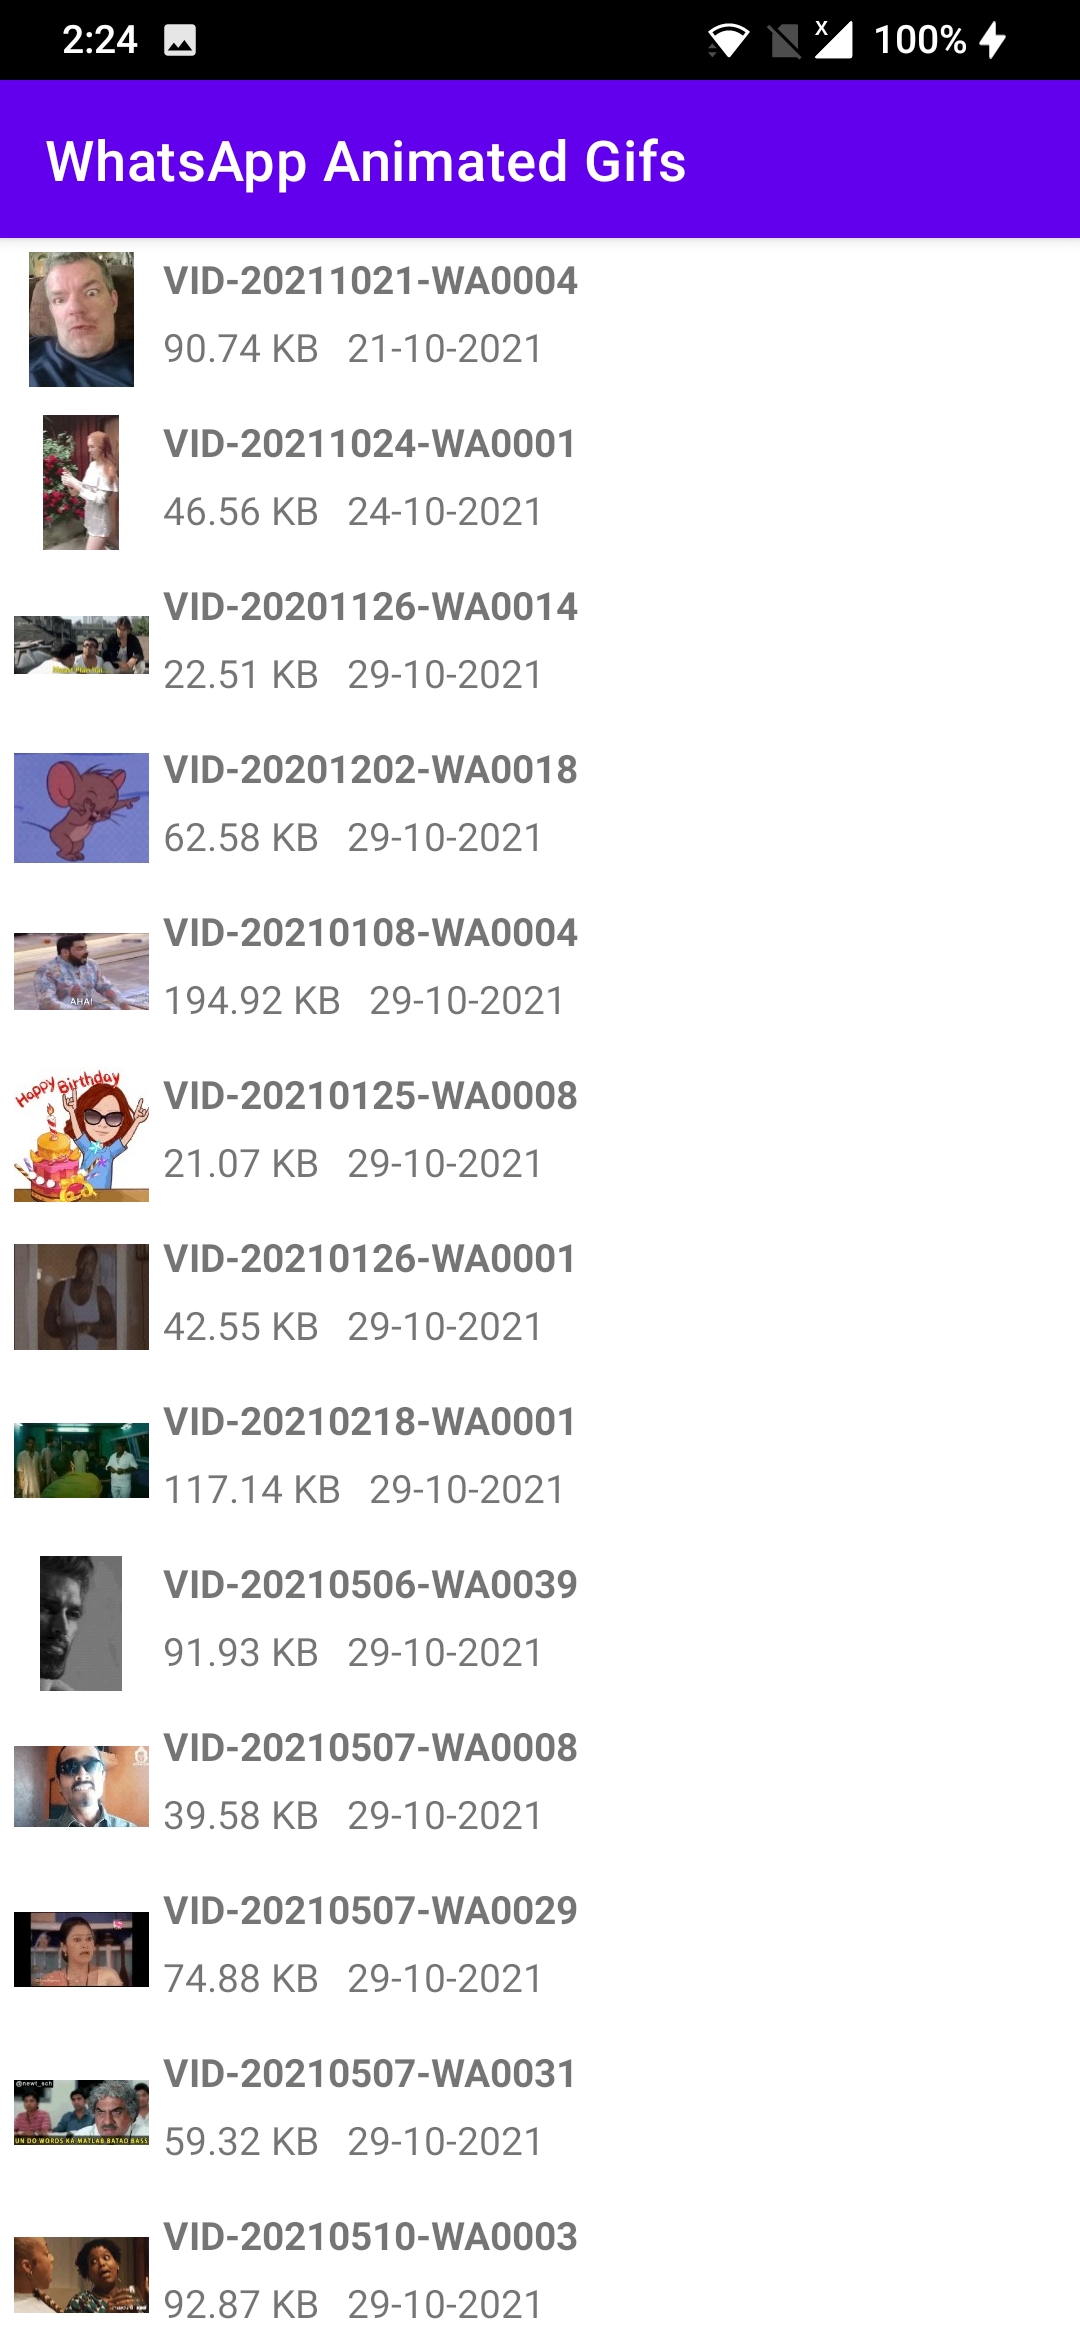 2:24
X
100%
WhatsApp Animated Gifs
VID-20211021-WA0004
90.74 KB 21-10-2021
VID-20211024-WA0001
46.56 KB 24-10-2021
VID-20201126-WA0014
22.51 KB 29-10-2021
VID-20201202-WA0018
62.58 KB 29-10-2021
VID-20210108-WA0004
AHA!
194.92 KB 29-10-2021
Happy Birthday
VID-20210125-WA0008
21.07 KB 29-10-2021
VID-20210126-WA0001
42.55 KB 29-10-2021
VID-20210218-WA0001
117.14 KB 29-10-2021
VID-20210506-WA0039
91.93 KB 29-10-2021
VID-20210507-WA0008
39.58 KB 29-10-2021
VID-20210507-WA0029
74.88 KB 29-10-2021
VID-20210507-WA0031
@newt_sch
UN DO WORDS KA MATLAB BATAO BASS
59.32 KB 29-10-2021
VID-20210510-WA0003
92.87 KB 29-10-2021